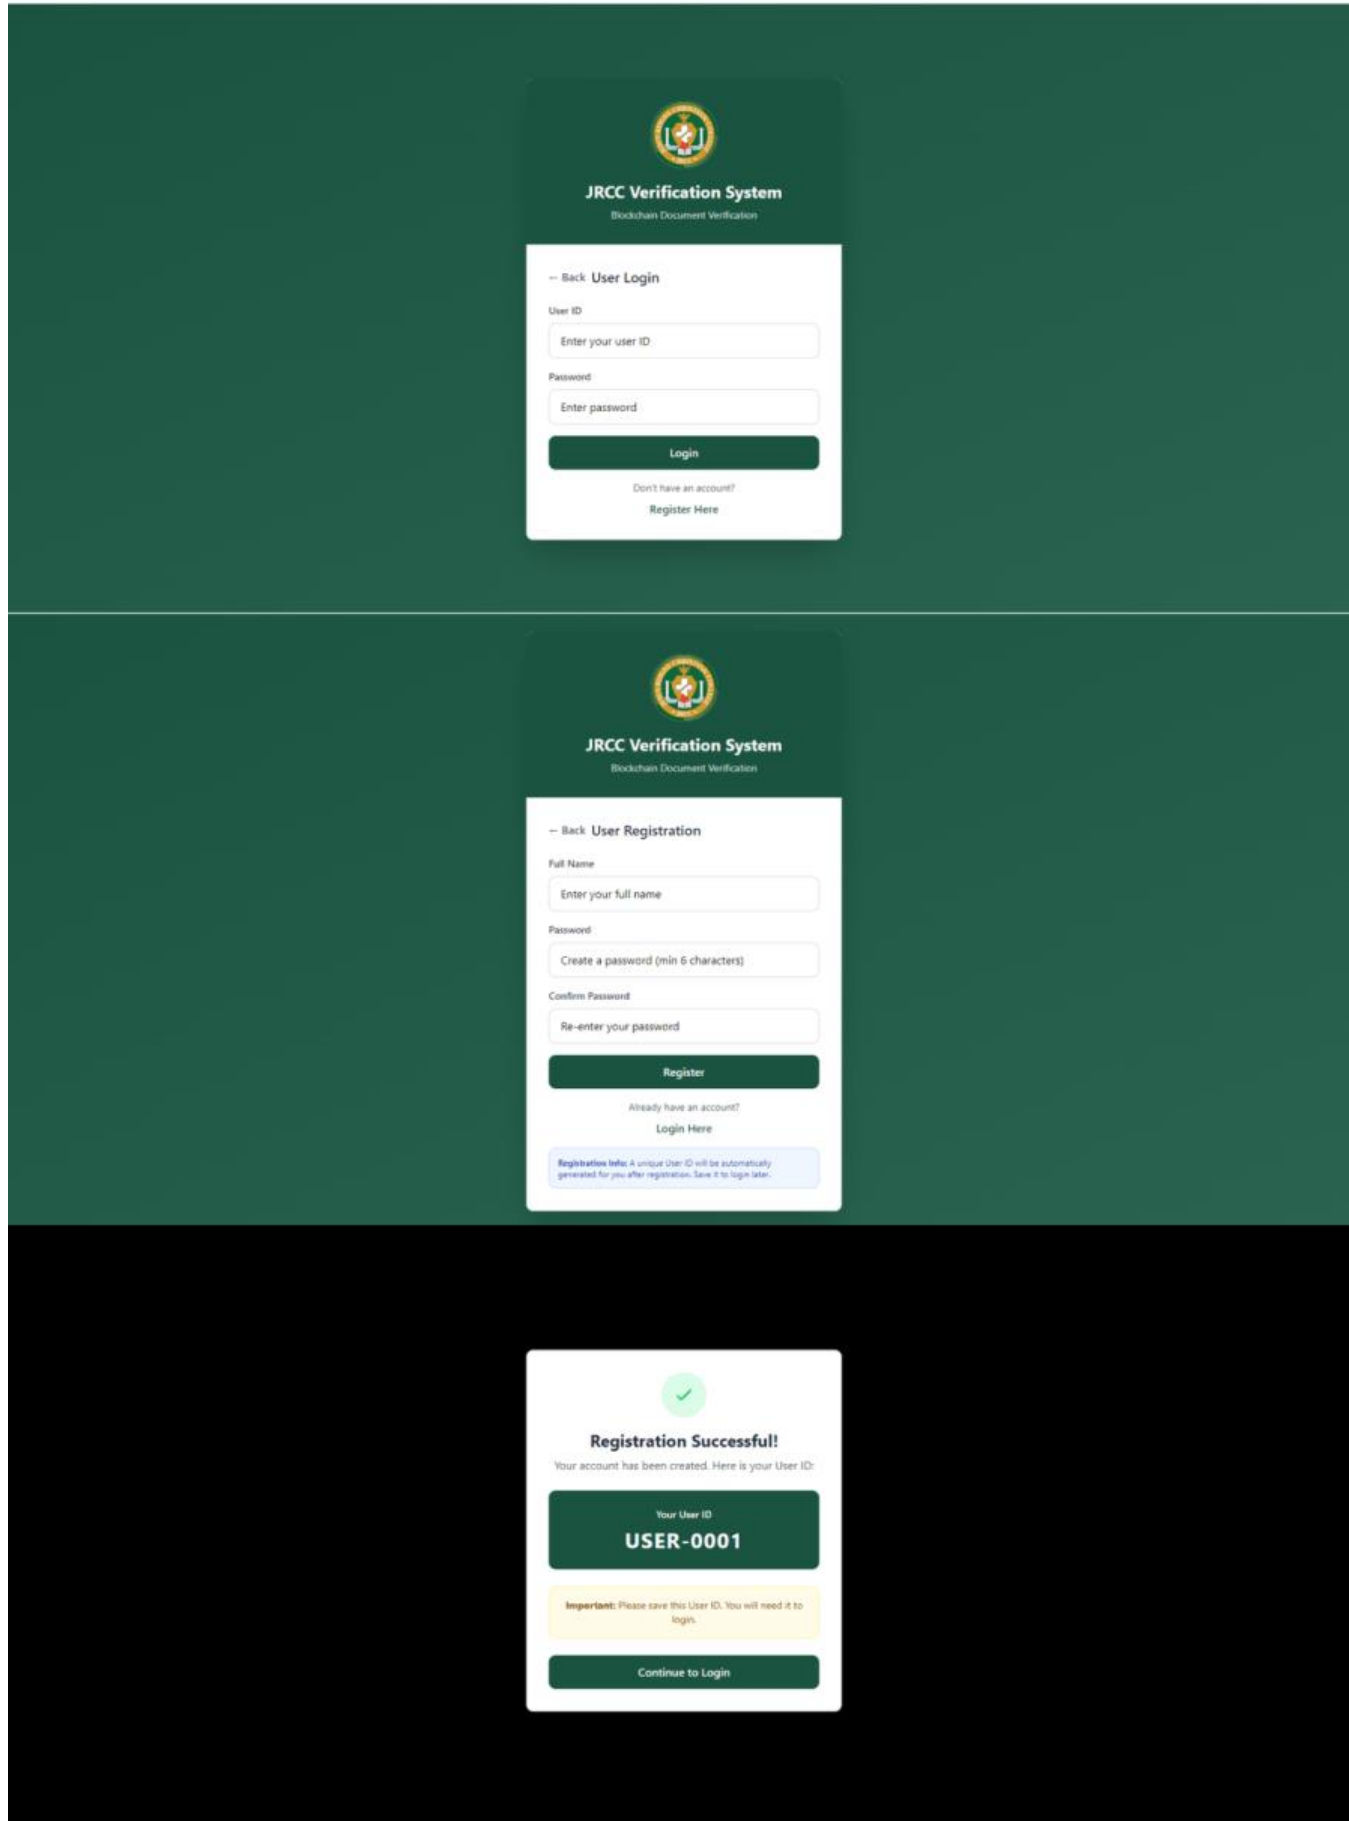 JRCC Verification System
Blockchain Document Verification
← Back User Login
User ID
Enter your user ID
Password
Enter password
Login
Don't have an account?
Register Here
JRCC Verification System
Blockchain Document Verification
← Back User Registration
Full Name
Enter your full name
Password
Create a password (min 6 characters)
Confirm Password
Re-enter your password
Register
Already have an account?
Login Here
Registration Info: A unique User ID will be automatically
generated for you after registration. Save it to login later.
Registration Successful!
Your account has been created. Here is your User ID:
Your User ID
USER-0001
Important: Please save this User ID. You will need it to
login.
Continue to Login